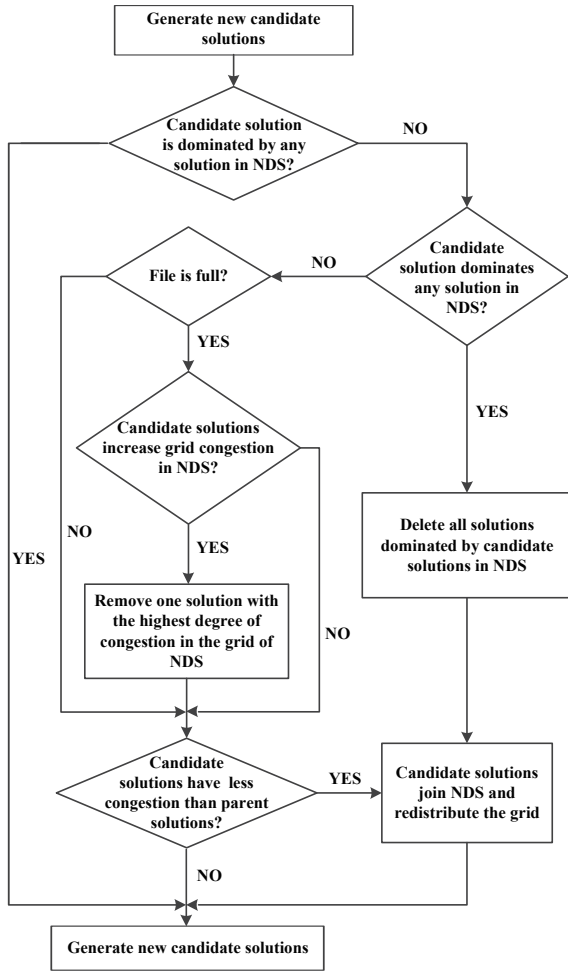 Generate new candidate
solutions
Candidate solution
is dominated by any
solution in NDS?
NO
Candidate
solution dominates
any solution in
NDS?
NO
File is full?
YES
YES
Candidate solutions
increase grid congestion
in NDS?
YES
NO
YES
Delete all solutions
dominated by candidate
solutions in NDS
Remove one solution with
the highest degree of
congestion in the grid of
NDS
NO
Candidate
solutions have less
congestion than parent
solutions?
YES
Candidate solutions
join NDS and
redistribute the grid
NO
Generate new candidate solutions